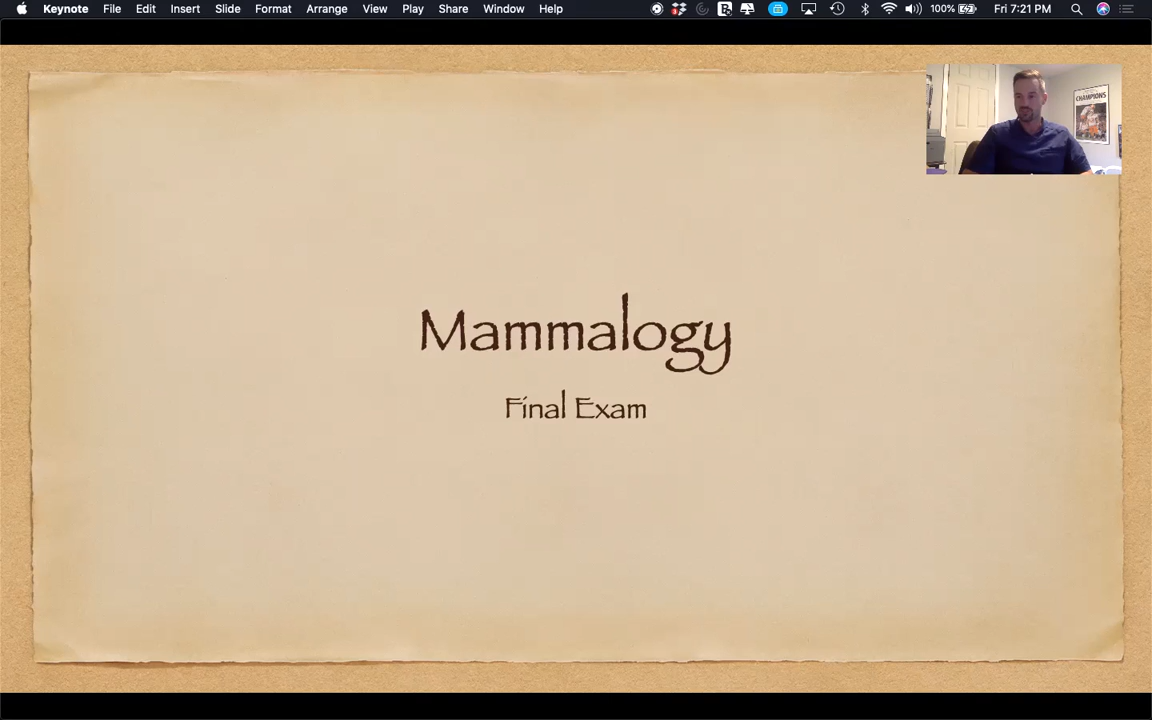 Keynote File Edit Insert Slide Format Arrange View Play Share Window Help 100% Fri 7:21 PM
CHAMPIONS
Mammalogy
Final Exam